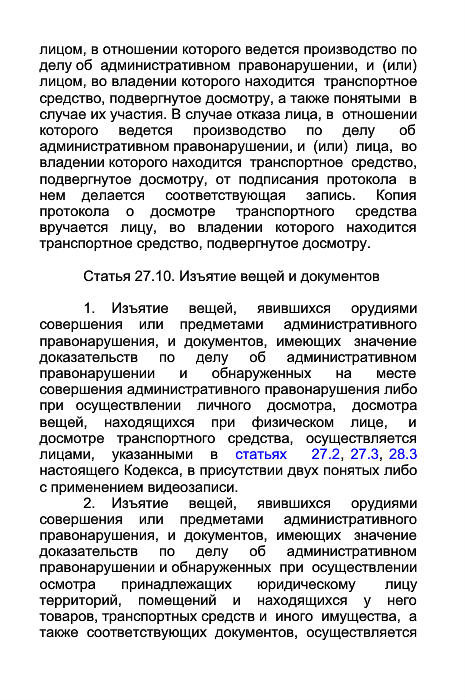 лицом, в отношении которого ведется производство по
делу об административном правонарушении, и (или)
лицом, во владении которого находится транспортное
средство, подвергнутое досмотру, а также понятыми в
случае их участия. В случае отказа лица, в отношении
которого ведется производство по делу об
административном правонарушении, и (или) лица, во
владении которого находится транспортное средство,
подвергнутое досмотру, от подписания протокола в
нем делается соответствующая запись. Копия
протокола о досмотре транспортного средства
вручается лицу, во владении которого находится
транспортное средство, подвергнутое досмотру.
Статья 27.10. Изъятие вещей и документов
1. Изъятие вещей, явившихся орудиями
совершения или предметами административного
правонарушения, и документов, имеющих значение
доказательств по делу об административном
правонарушении и обнаруженных на месте
совершения административного правонарушения либо
при осуществлении личного досмотра, досмотра
вещей, находящихся при физическом лице, и
досмотре транспортного средства, осуществляется
лицами, указанными в статьях 27.2, 27.3, 28.3
настоящего Кодекса, в присутствии двух понятых либо
с применением видеозаписи.
2. Изъятие вещей, явившихся орудиями
совершения или предметами административного
правонарушения, и документов, имеющих значение
доказательств по делу об административном
правонарушении и обнаруженных при осуществлении
осмотра принадлежащих юридическому лицу
территорий, помещений и находящихся у него
товаров, транспортных средств и иного имущества, а
также соответствующих документов, осуществляется